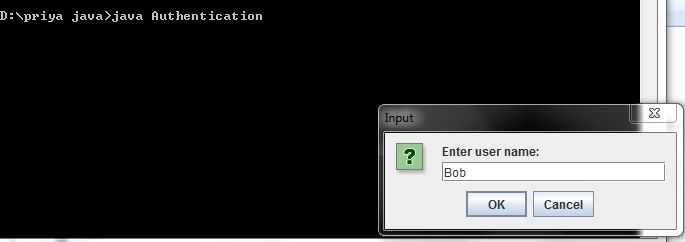 D:\priya java>java Authentication
Input
Enter user name:
Bob
OK Cancel